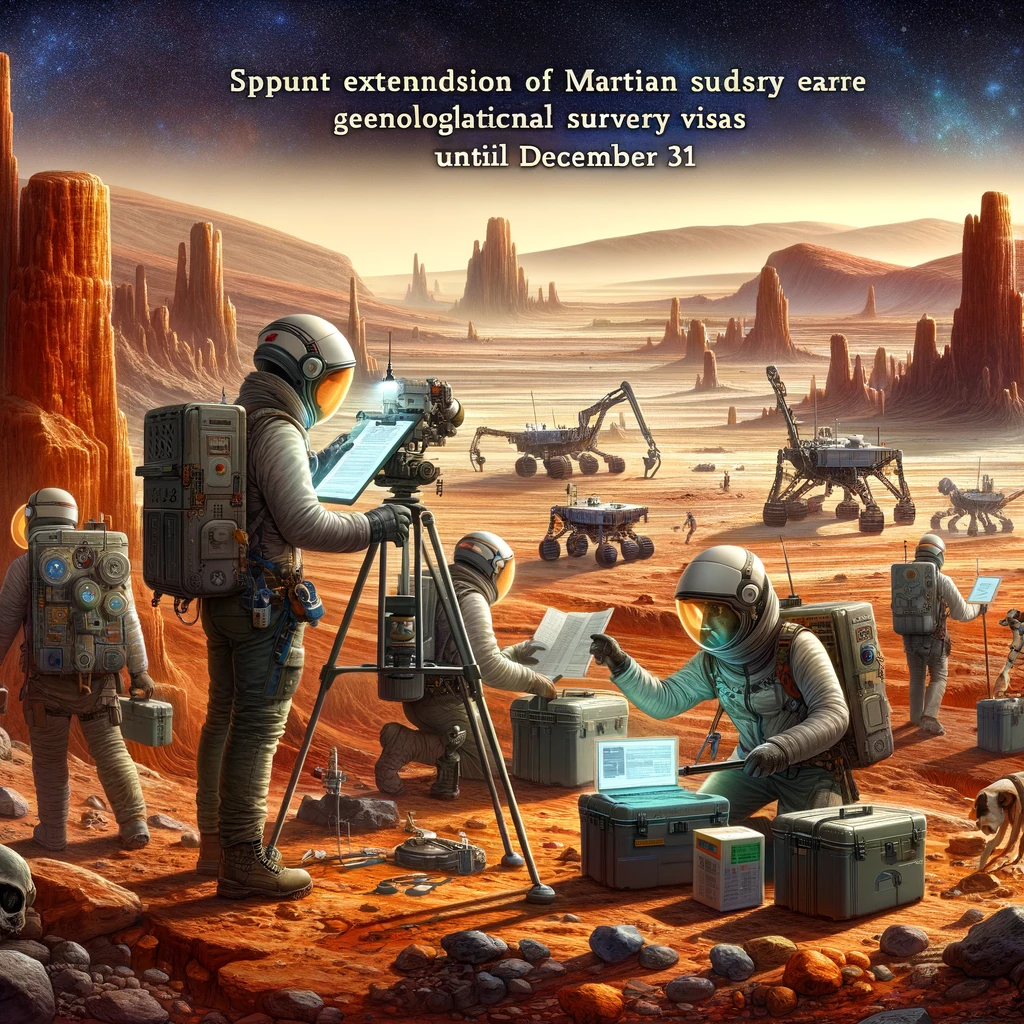 Sppunt extenndsion of Martian sudsry earre
geenologlaticnal survery visas
untiil December 31